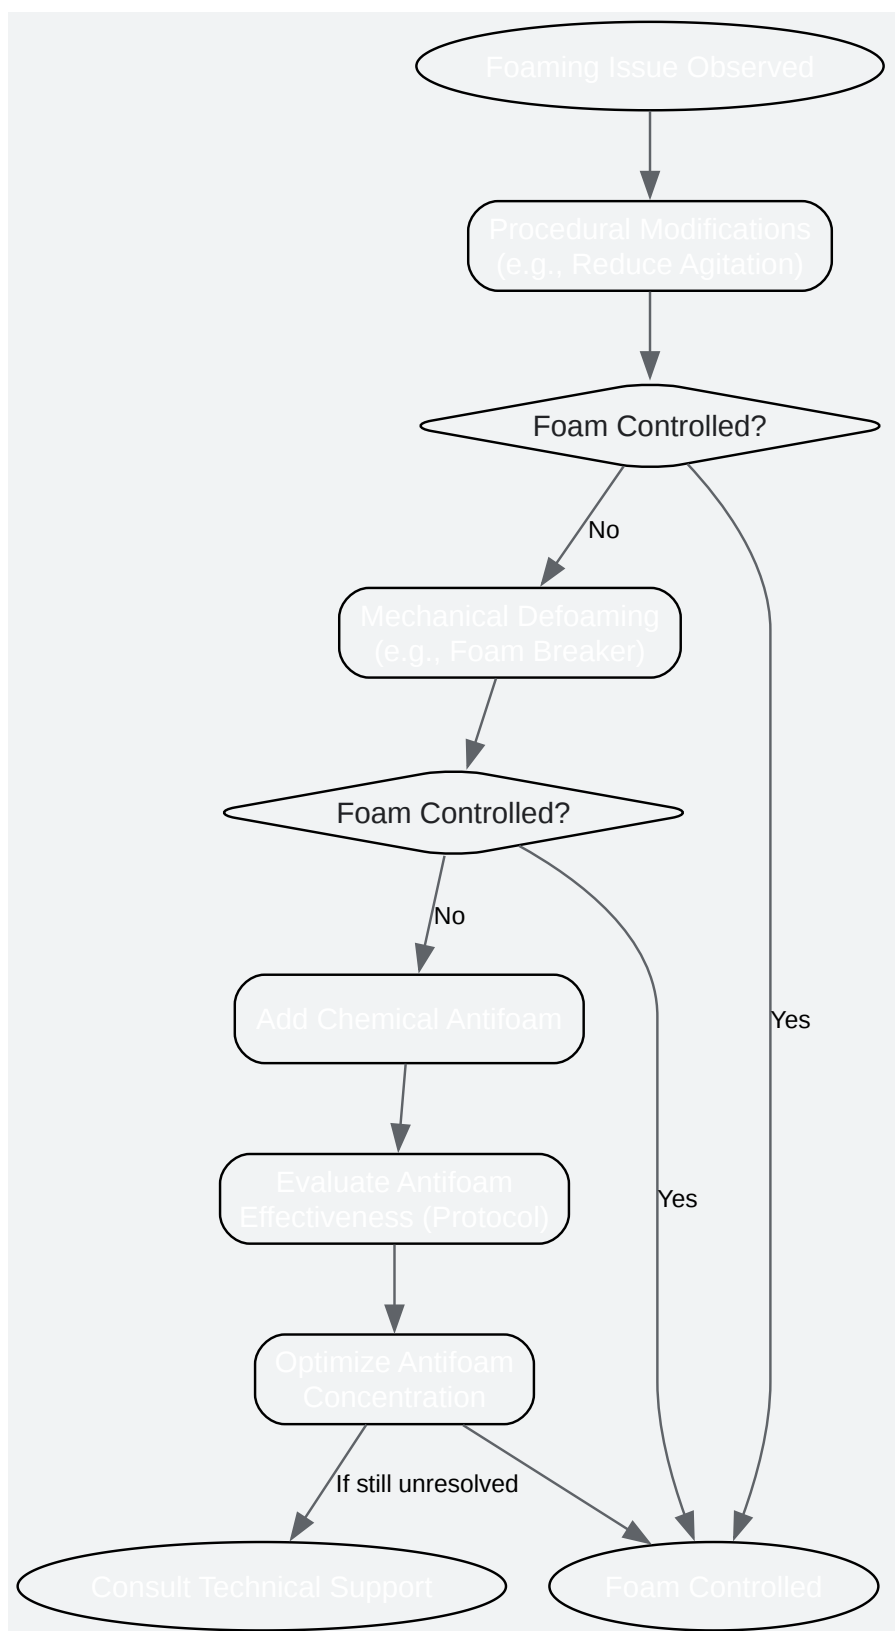 Foaming Issue Observed
Procedural Modifications
(e.g., Reduce Agitation)
Foam Controlled?
No
Mechanical Defoaming
(e.g., Foam Breaker)
Foam Controlled?
No
Add Chemical Antifoam
Yes
Evaluate Antifoam
Effectiveness (Protocol)
Yes
Optimize Antifoam
Concentration
If still unresolved
Consult Technical Support
Foam Controlled